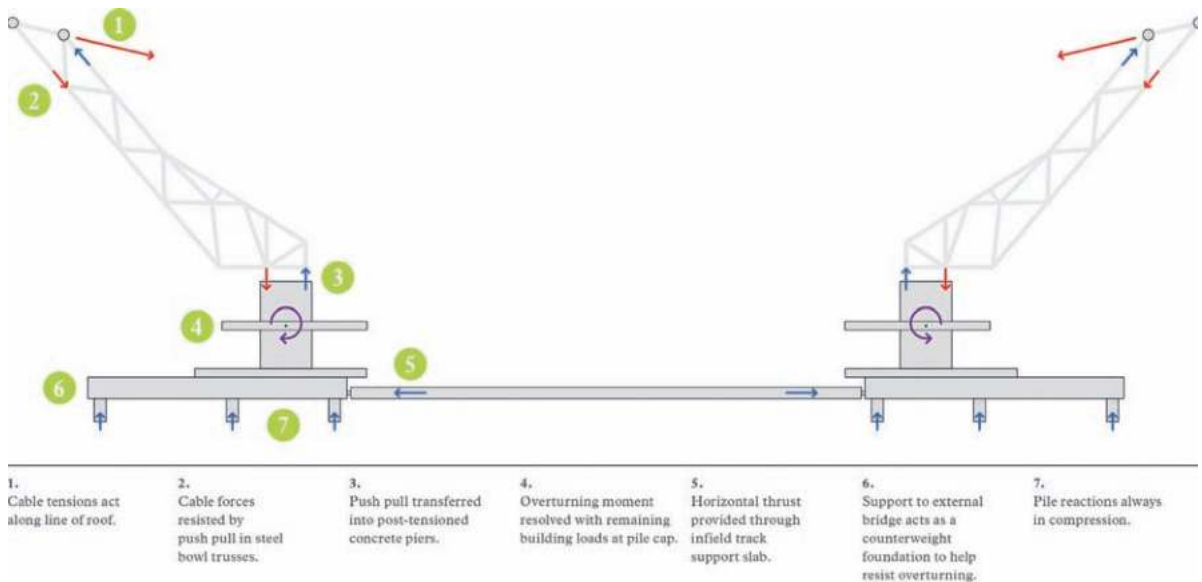 1
2
3
4
5
6
7
1.
Cable tensions act
along line of roof.
2.
Cable forces
resisted by
push pull in steel
bowl trusses.
3.
Push pull transferred
into post-tensioned
concrete piers.
4.
Overturning moment
resolved with remaining
building loads at pile cap.
5.
Horizontal thrust
provided through
infield track
support slab.
6.
Support to external
bridge acts as a
counterweight
foundation to help
resist overturning.
7.
Pile reactions always
in compression.